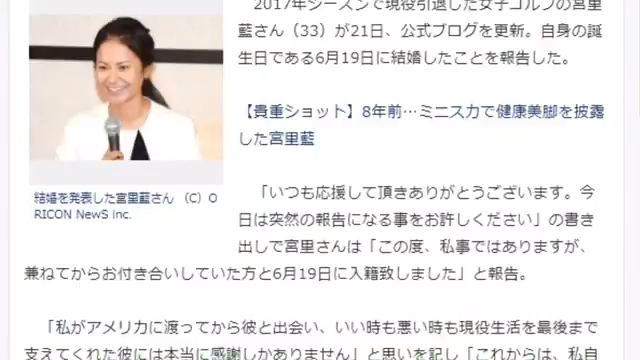 2017年シーズンで現役引退した女子ゴルフの宮里
藍さん（33）が21日、公式ブログを更新。自身の誕
生日である6月19日に結婚したことを報告した。
【貴重ショット】8年前…ミニスカで健康美脚を披露
した宮里藍
結婚を発表した宮里藍さん （C）O
RICON NewS inc.
「いつも応援して頂きありがとうございます。今
日は突然の報告になる事をお許しください」の書き
出しで宮里さんは「この度、私事ではありますが、
兼ねてからお付き合いしていた方と6月19日に入籍致しました」と報告。
「私がアメリカに渡ってから彼と出会い、いい時も悪い時も現役生活を最後まで
支えてくれた彼には本当に感謝しかありません」と思いを記し「これからは、私自